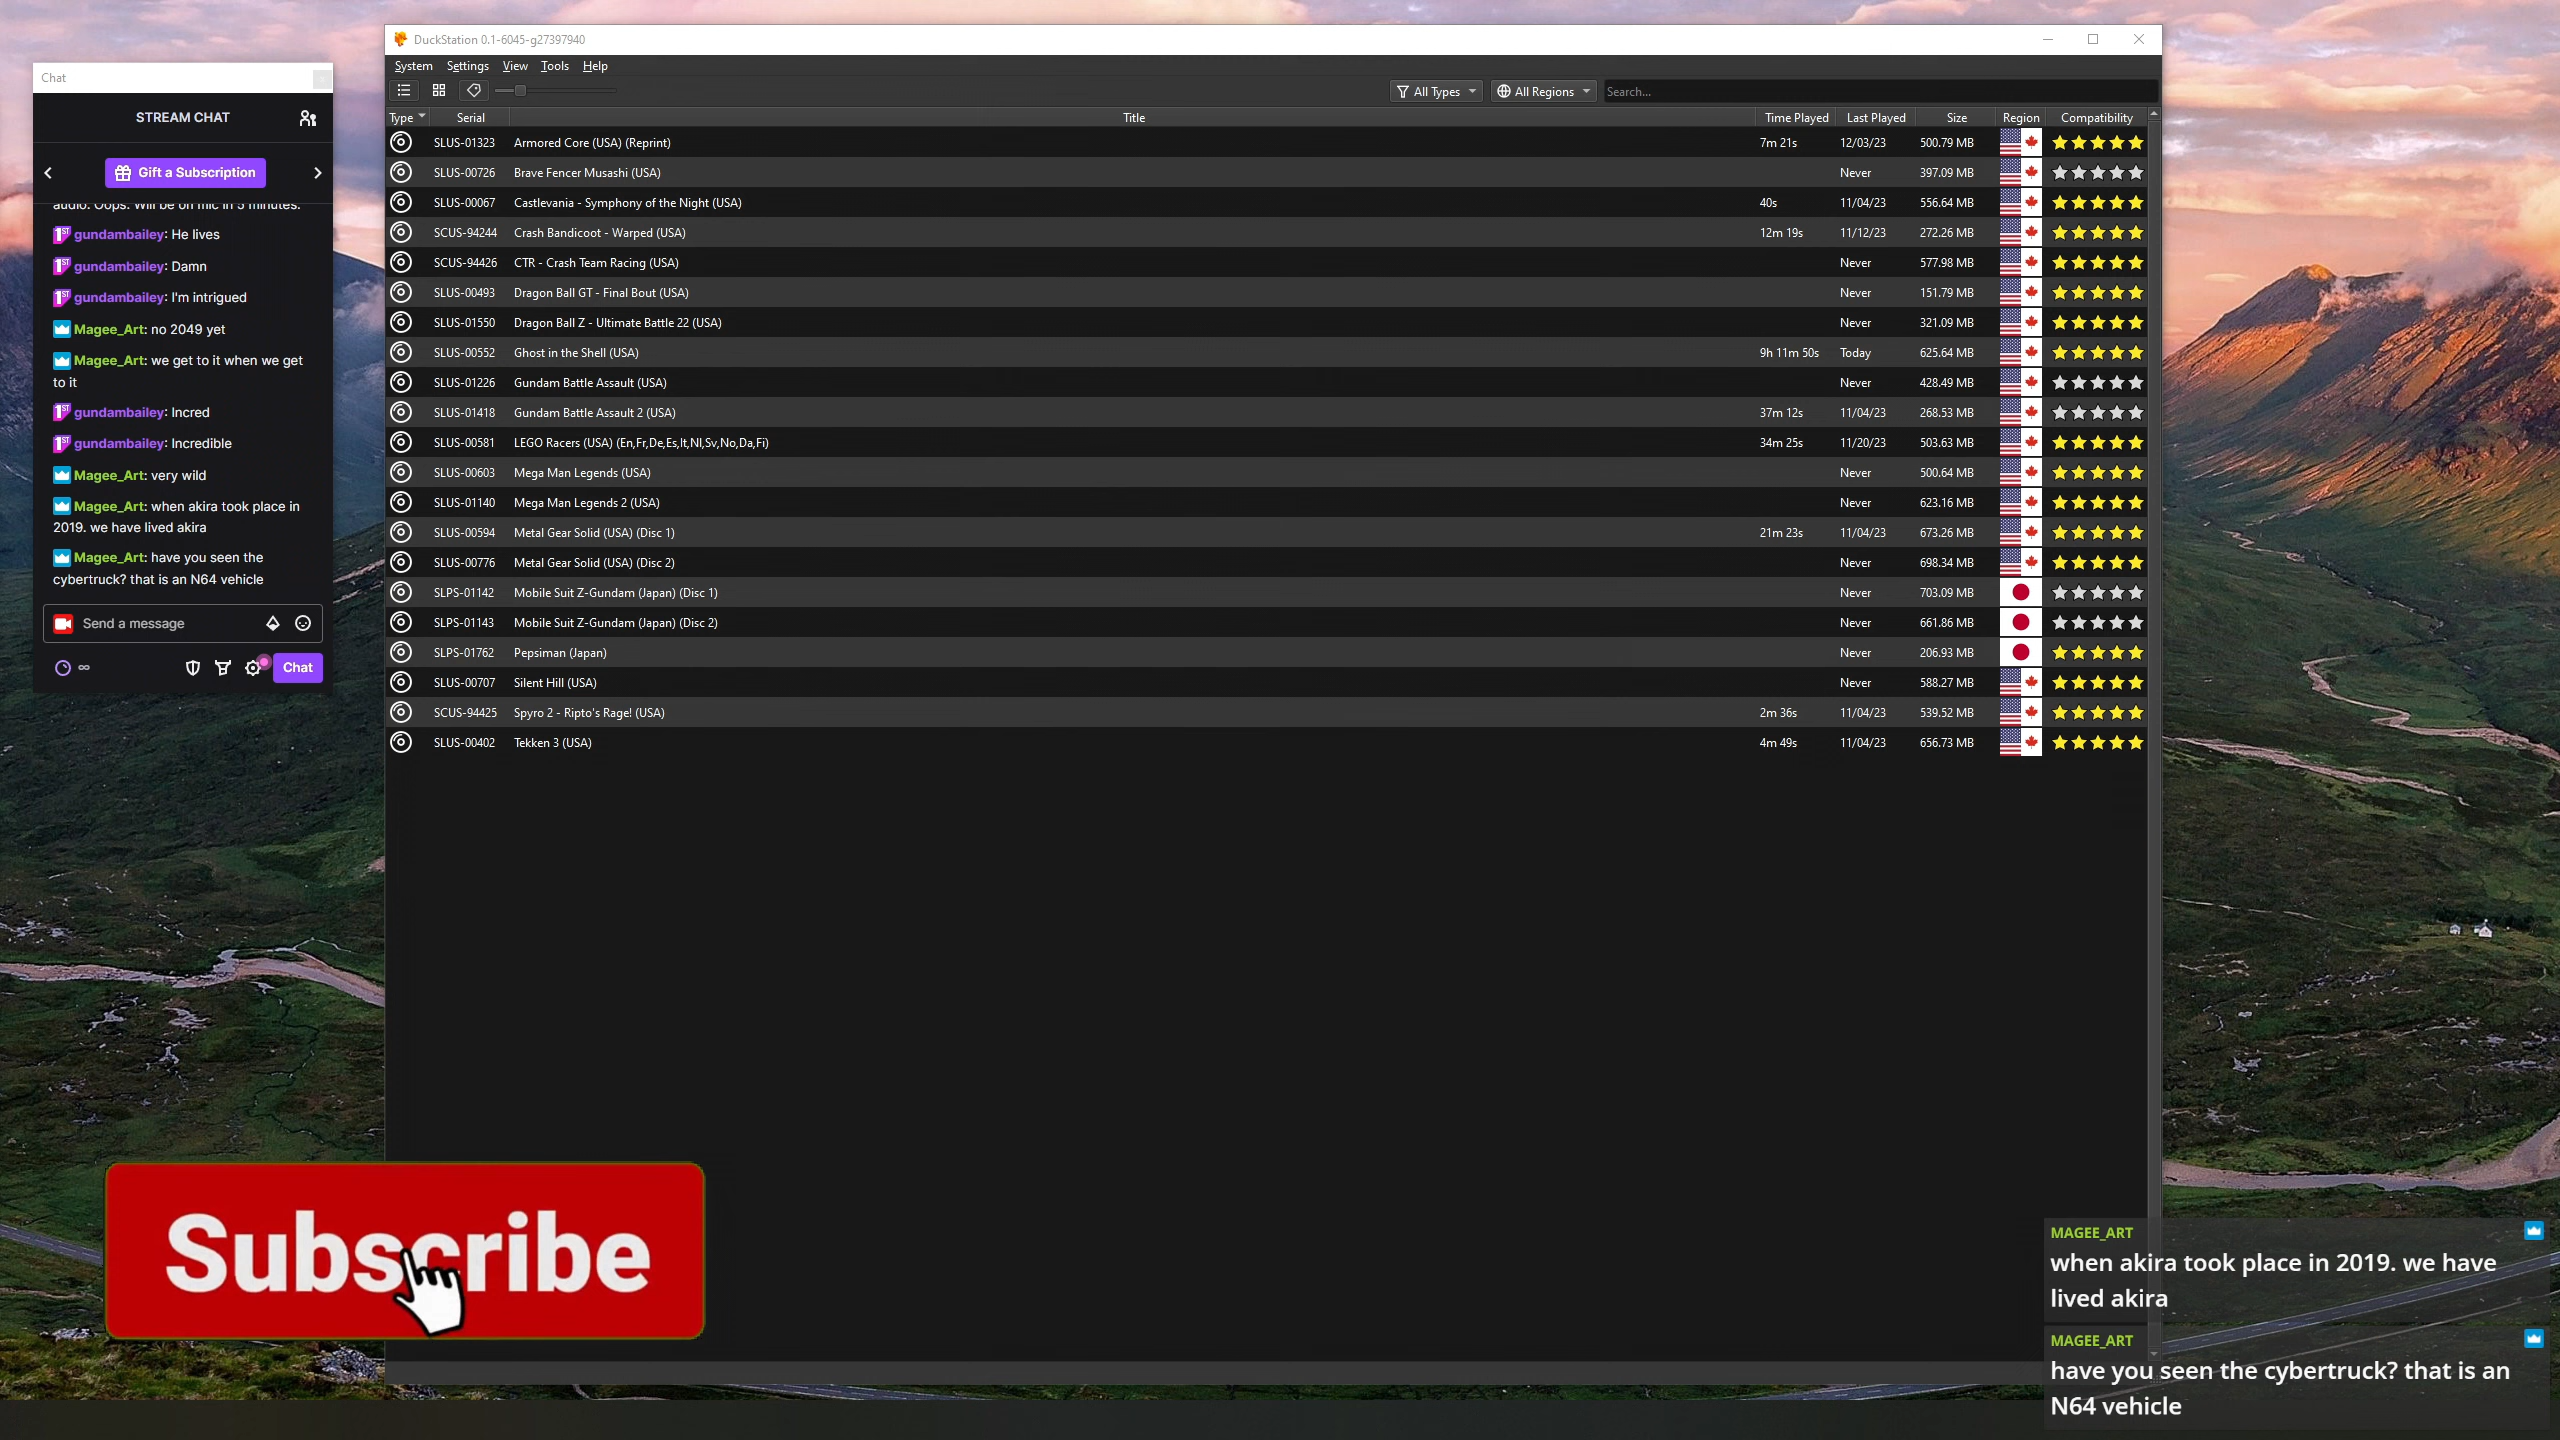 DuckStation 0.1-6045-g27397940
System Settings View Tools Help
All Types All Regions Search...
Type Serial Title Time Played Last Played Size Region Compatibility
SLUS-01323 Armored Core (USA) (Reprint) 7m 21s 12/03/23 500.79 MB
SLUS-00726 Brave Fencer Musashi (USA) Never 397.09 MB
SLUS-00067 Castlevania - Symphony of the Night (USA) 40s 11/04/23 556.64 MB
SCUS-94244 Crash Bandicoot - Warped (USA) 12m 19s 11/12/23 272.26 MB
SCUS-94426 CTR - Crash Team Racing (USA) Never 577.98 MB
SLUS-00493 Dragon Ball GT - Final Bout (USA) Never 151.79 MB
SLUS-01550 Dragon Ball Z - Ultimate Battle 22 (USA) Never 321.09 MB
SLUS-00552 Ghost in the Shell (USA) 9h 11m 50s Today 625.64 MB
SLUS-01226 Gundam Battle Assault (USA) Never 428.49 MB
SLUS-01418 Gundam Battle Assault 2 (USA) 37m 12s 11/04/23 268.53 MB
SLUS-00581 LEGO Racers (USA) (En,Fr,De,Es,It,Nl,Sv,No,Da,Fi) 34m 25s 11/20/23 503.63 MB
SLUS-00603 Mega Man Legends (USA) Never 500.64 MB
SLUS-01140 Mega Man Legends 2 (USA) Never 623.16 MB
SLUS-00594 Metal Gear Solid (USA) (Disc 1) 21m 23s 11/04/23 673.26 MB
SLUS-00776 Metal Gear Solid (USA) (Disc 2) Never 698.34 MB
SLPS-01142 Mobile Suit Z-Gundam (Japan) (Disc 1) Never 703.09 MB
SLPS-01143 Mobile Suit Z-Gundam (Japan) (Disc 2) Never 661.86 MB
SLPS-01762 Pepsiman (Japan) Never 206.93 MB
SLUS-00707 Silent Hill (USA) Never 588.27 MB
SCUS-94425 Spyro 2 - Ripto's Rage! (USA) 2m 36s 11/04/23 539.52 MB
SLUS-00402 Tekken 3 (USA) 4m 49s 11/04/23 656.73 MB
Chat
STREAM CHAT
Gift a Subscription
audio. Oops. Will be on mic in 5 minutes.
gundambailey: He lives
gundambailey: Damn
gundambailey: I'm intrigued
Magee_Art: no 2049 yet
Magee_Art: we get to it when we get
to it
gundambailey: Incred
gundambailey: Incredible
Magee_Art: very wild
Magee_Art: when akira took place in
2019. we have lived akira
Magee_Art: have you seen the
cybertruck? that is an N64 vehicle
Send a message
∞ Chat
Subscribe
MAGEE_ART
when akira took place in 2019. we have
lived akira
MAGEE_ART
have you seen the cybertruck? that is an
N64 vehicle